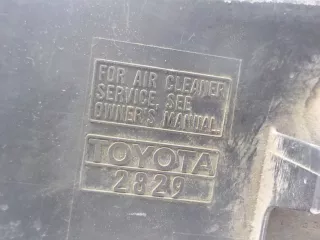 FOR AIR CLEANER
SERVICE, SEE
OWNER'S MANUAL.
TOYOTA
2829